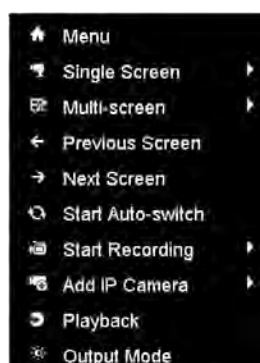 Menu
Single Screen
Multi-screen
Previous Screen
Next Screen
Start Auto-switch
Start Recording
Add IP Camera
Playback
Output Mode